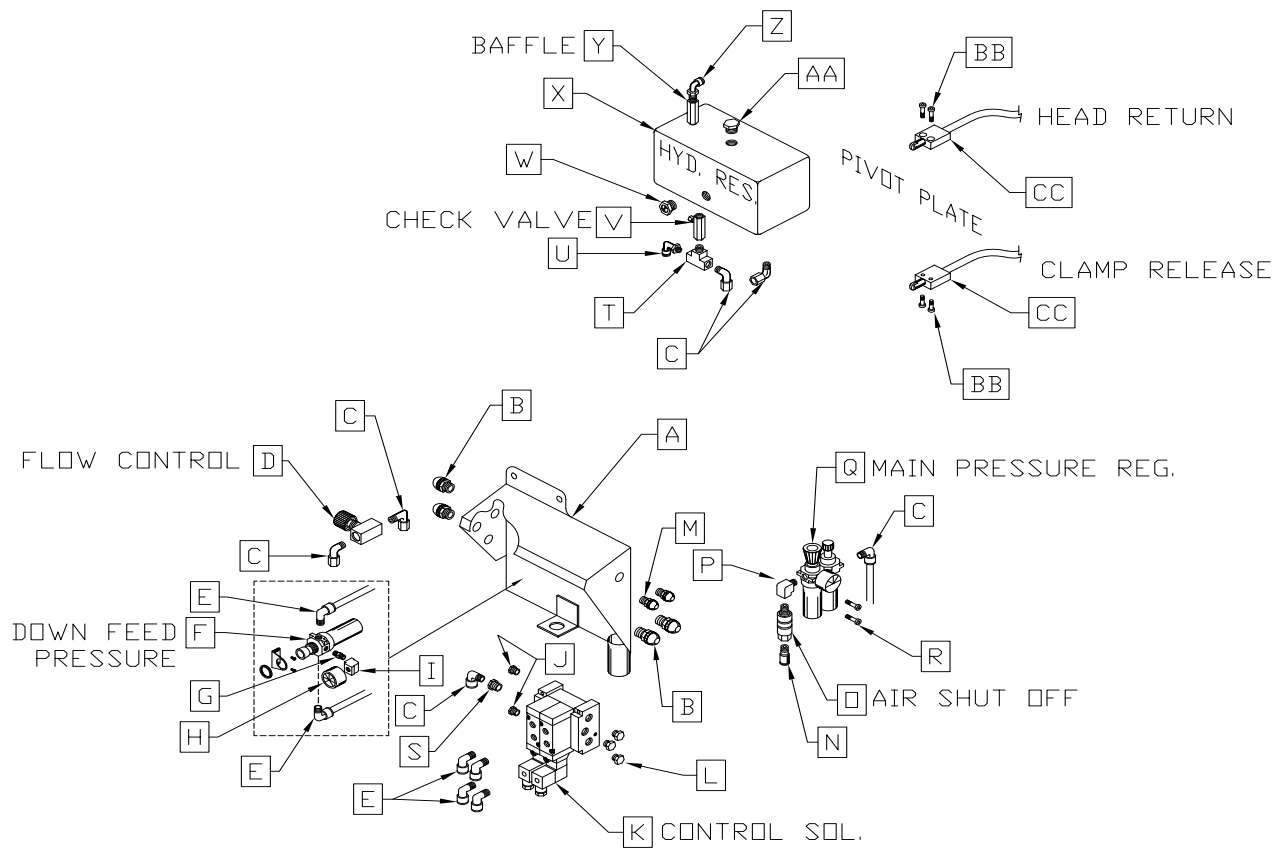 Z
BAFFLE Y
BB
AA
X
HEAD RETURN
HYD. RES.
W
PIVOT PLATE
CC
CHECK VALVE V
U
CLAMP RELEASE
T
CC
C
BB
B
C
A
FLOW CONTROL D
Q MAIN PRESSURE REG.
C
M
C
P
E
DOWN FEED F
PRESSURE
R
I
J
G
C
B
O AIR SHUT OFF
H
S
N
E
L
E
K CONTROL SOL.